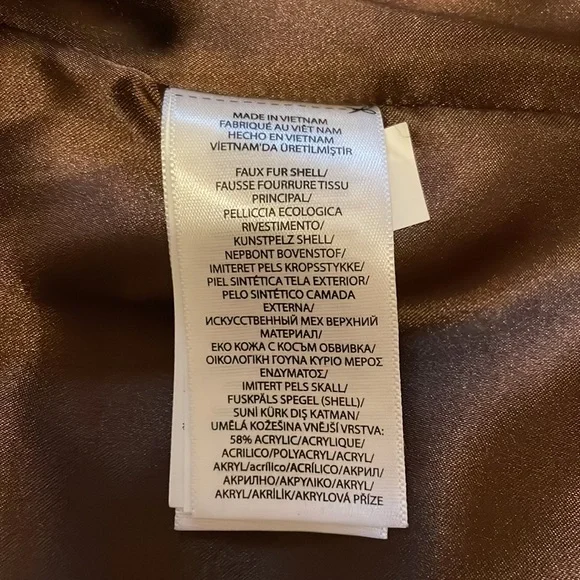 MADE IN VIETNAM
FABRIQUÉ AU VIÊT NAM
HECHO EN VIETNAM
VİETNAM'DA ÜRETİLMİŞTİR
FAUX FUR SHELL/
FAUSSE FOURRURE TISSU
PRINCIPAL/
PELLICCIA ECOLOGICA
RIVESTIMENTO/
KUNSTPELZ SHELL/
NEPBONT BOVENSTOF/
IMITERET PELS KROPSSTYKKE/
PIEL SINTÉTICA TELA EXTERIOR/
PELO SINTÉTICO CAMADA
EXTERNA/
ИСКУССТВЕННЫЙ МЕХ ВЕРХНИЙ
МАТЕРИАЛ/
ЕКО КОЖА С КОСЪМ ОБВИВКА/
ΟΙΚΟΛΟΓΙΚΗ ΓΟΥΝΑ ΚΥΡΙΟ ΜΕΡΟΣ
ΕΝΔΥΜΑΤΟΣ/
IMITERT PELS SKALL/
FUSKPÄLS SPEGEL (SHELL)/
SUNİ KÜRK DIŞ KATMAN/
UMĚLÁ KOŽEŠINA VNĚJŠÍ VRSTVA:
58% ACRYLIC/ACRYLIQUE/
ACRILICO/POLYACRYL/ACRYL/
AKRYL/acrílico/ACRÍLICO/АКРИЛ/
АКРИЛНО/ΑΚΡΥΛΙΚΟ/AKRYL/
AKRYL/AKRİLİK/AKRYLOVÁ PŘÍZE